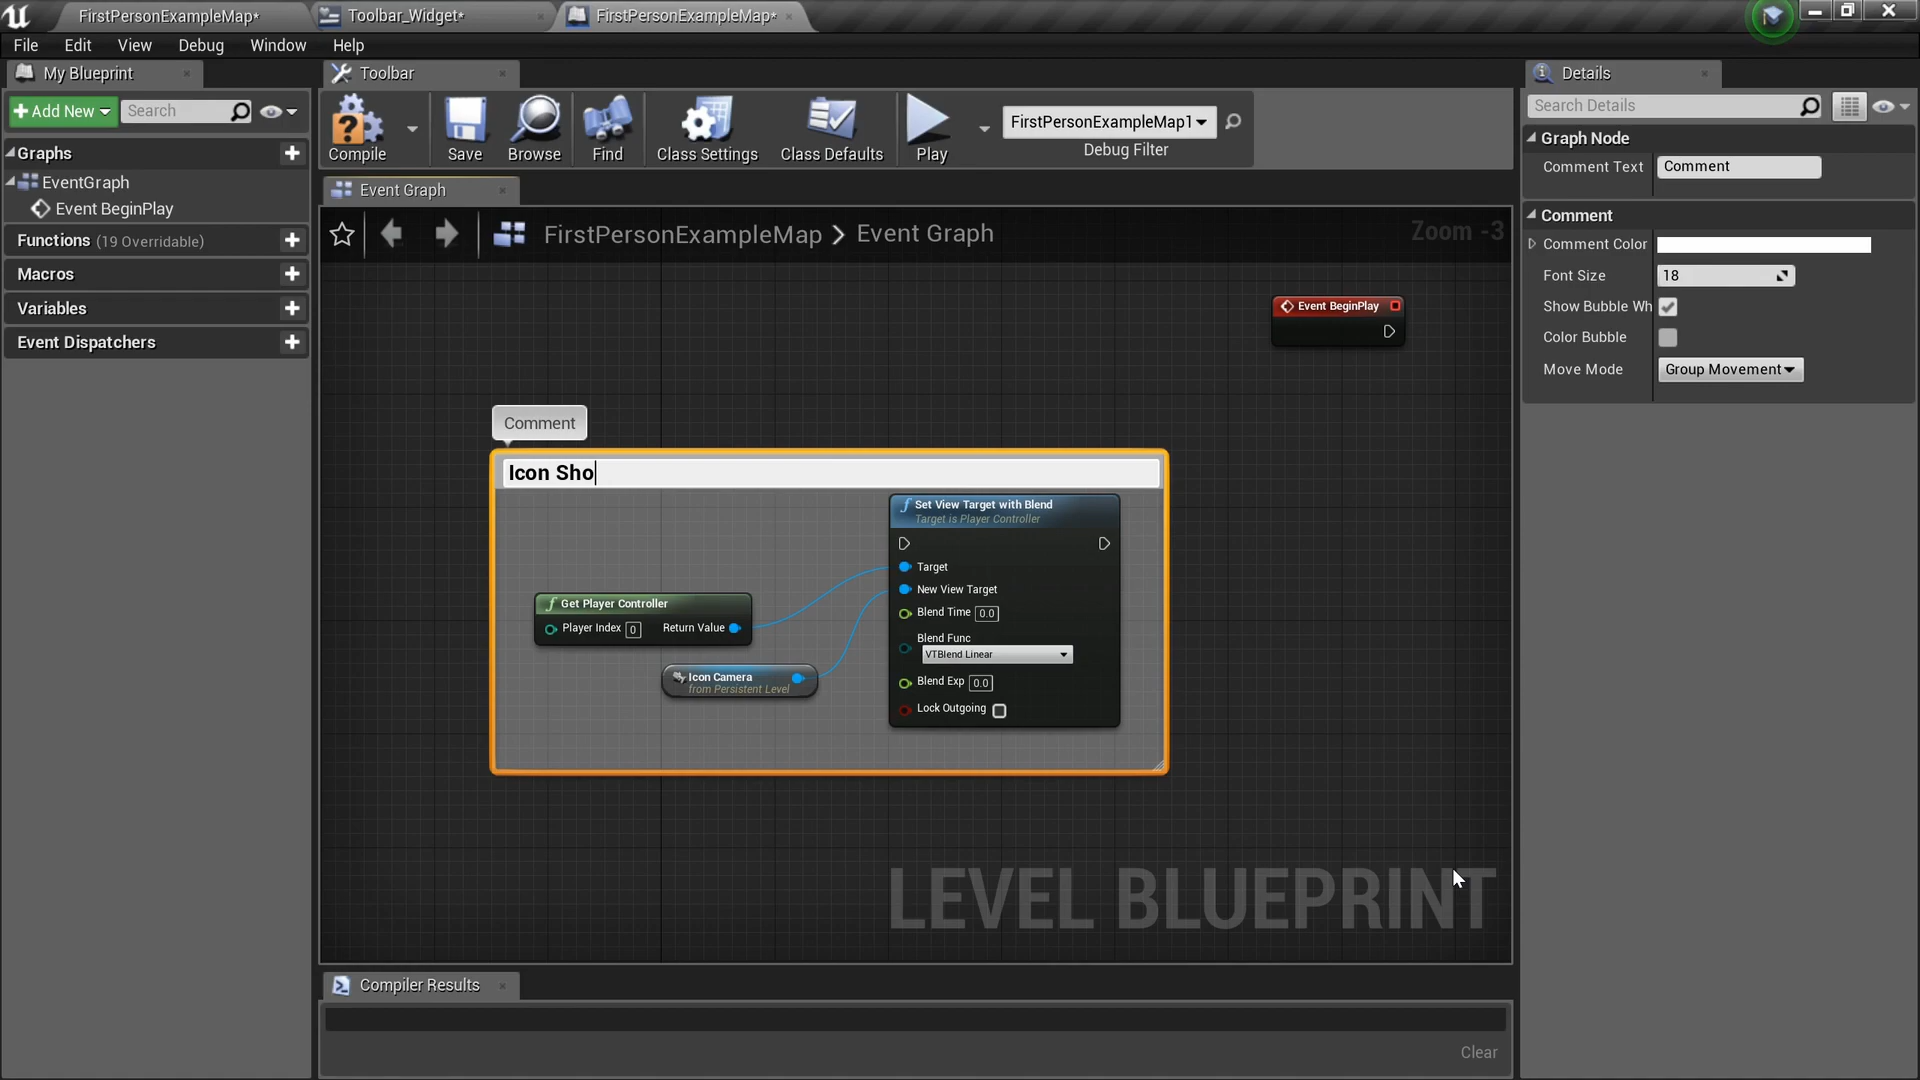 FirstPersonExampleMap*
Toolbar_Widget*
FirstPersonExampleMap*
File Edit View Debug Window Help
My Blueprint
Add New
Search
Graphs
EventGraph
Event BeginPlay
Functions (19 Overridable)
Macros
Variables
Event Dispatchers
Toolbar
Compile
Save
Browse
Find
Class Settings
Class Defaults
Play
FirstPersonExampleMap1
Debug Filter
Event Graph
FirstPersonExampleMap > Event Graph
Zoom -3
Event BeginPlay
Comment
Icon Sho
Set View Target with Blend
Target is Player Controller
Target
New View Target
Blend Time 0.0
Blend Func
VTBlend Linear
Blend Exp 0.0
Lock Outgoing
Get Player Controller
Player Index 0 Return Value
Icon Camera
from Persistent Level
LEVEL BLUEPRINT
Compiler Results
Clear
Details
Search Details
Graph Node
Comment Text Comment
Comment
Comment Color
Font Size 18
Show Bubble Wh
Color Bubble
Move Mode Group Movement